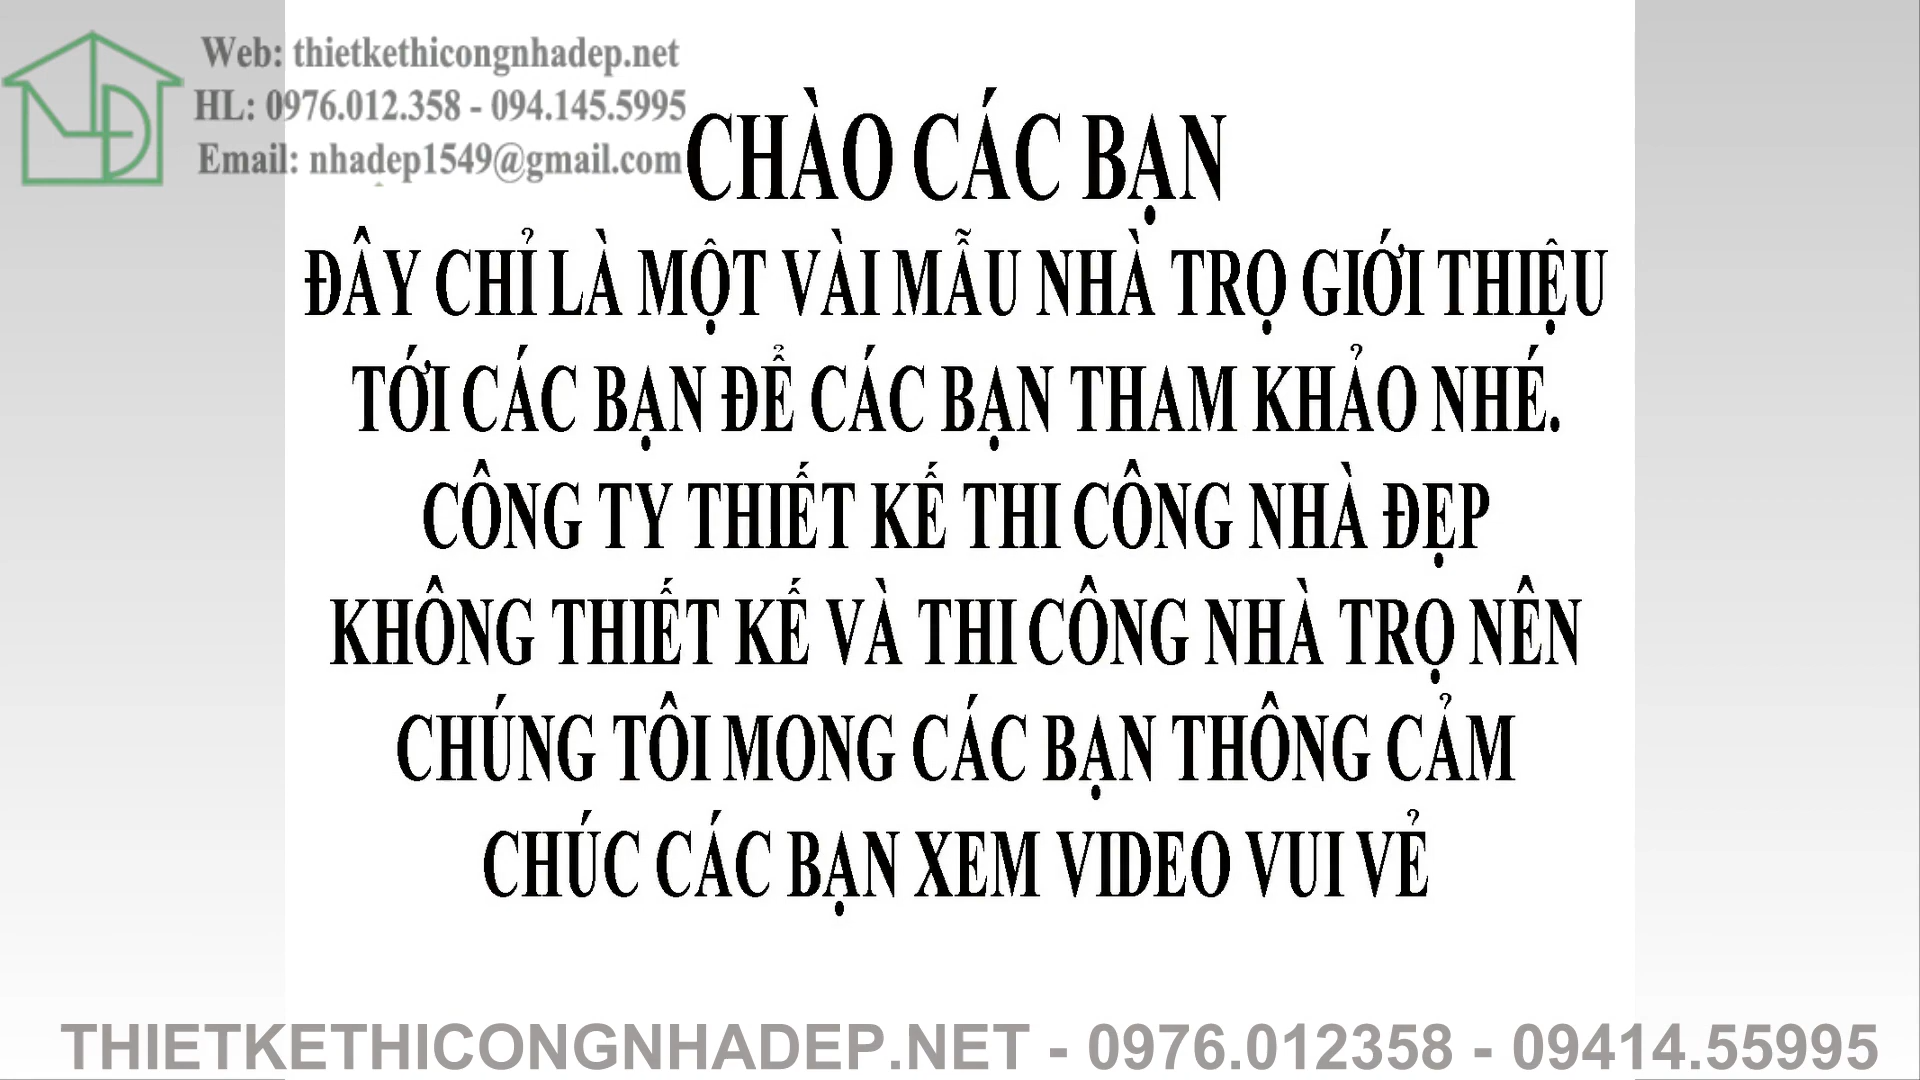 Web: thietkethicongnhadep.net
HL: 0976.012.358 - 094.145.5995
Email: nhadep1549@gmail.com
CHÀO CÁC BẠN
ĐÂY CHỈ LÀ MỘT VÀI MẪU NHÀ TRỌ GIỚI THIỆU
TỚI CÁC BẠN ĐỂ CÁC BẠN THAM KHẢO NHÉ.
CÔNG TY THIẾT KẾ THI CÔNG NHÀ ĐẸP
KHÔNG THIẾT KẾ VÀ THI CÔNG NHÀ TRỌ NÊN
CHÚNG TÔI MONG CÁC BẠN THÔNG CẢM
CHÚC CÁC BẠN XEM VIDEO VUI VẺ
THIETKETHICONGNHADEP.NET - 0976.012358 - 09414.55995